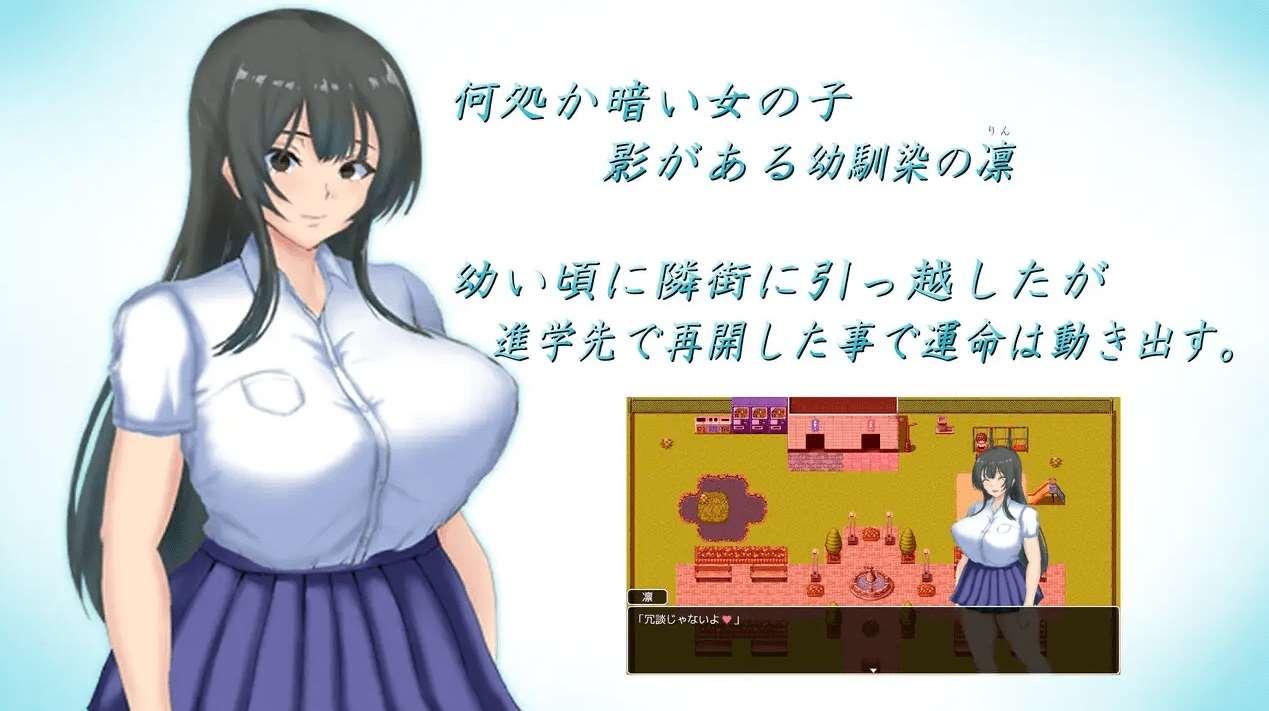 何処か暗い女の子
りん
影がある幼馴染の凛
幼い頃に隣街に引っ越したが
進学先で再開した事で運命は動き出す。
凛
「冗談じゃないよ♥」